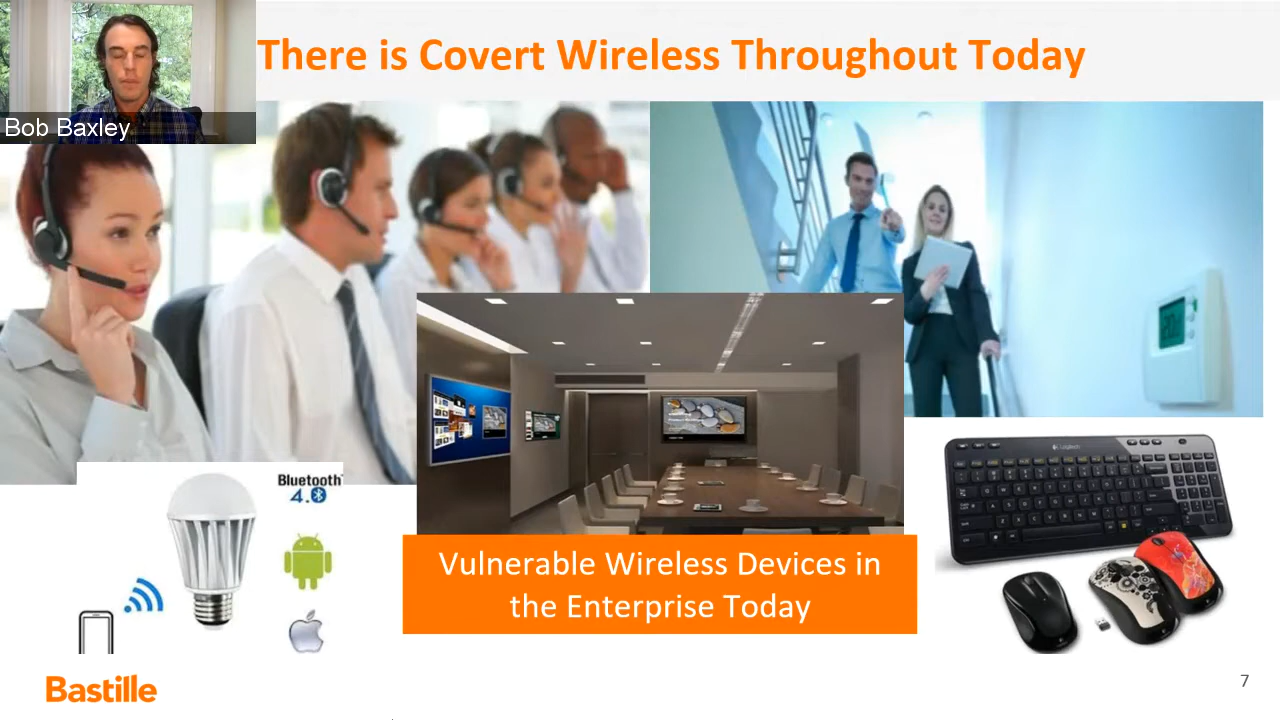 There is Covert Wireless Throughout Today
Bob Baxley
Bluetooth
4.0
Vulnerable Wireless Devices in
the Enterprise Today
Logitech
Bastille
7